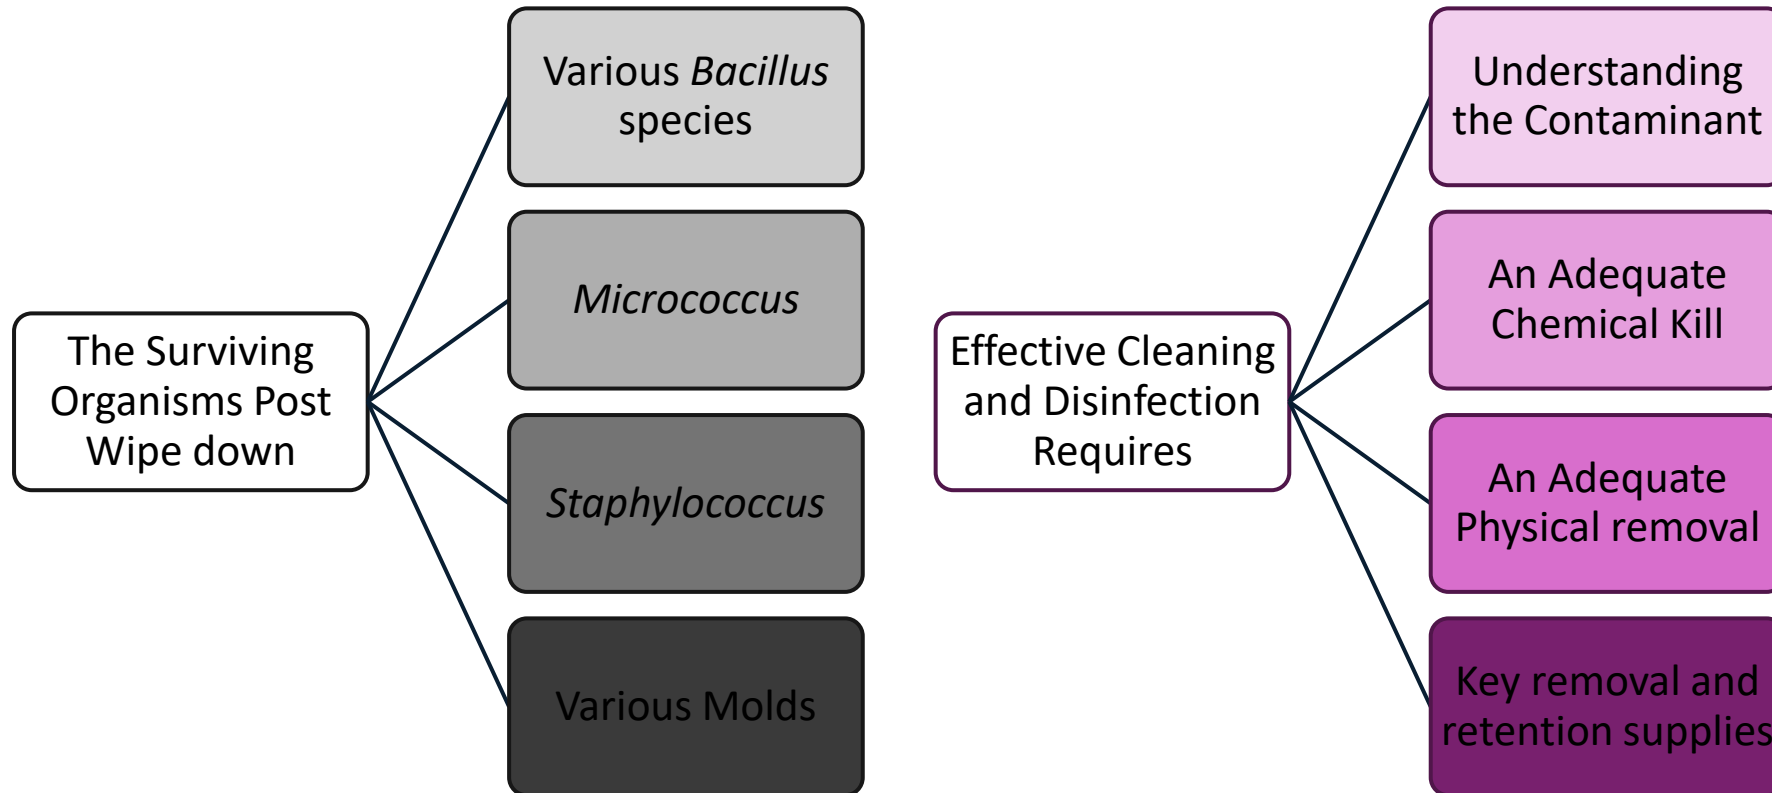 The Surviving
Organisms Post
Wipe down
Various Bacillus
species
Micrococcus
Staphylococcus
Various Molds
Effective Cleaning
and Disinfection
Requires
Understanding
the Contaminant
An Adequate
Chemical Kill
An Adequate
Physical removal
Key removal and
retention supplies